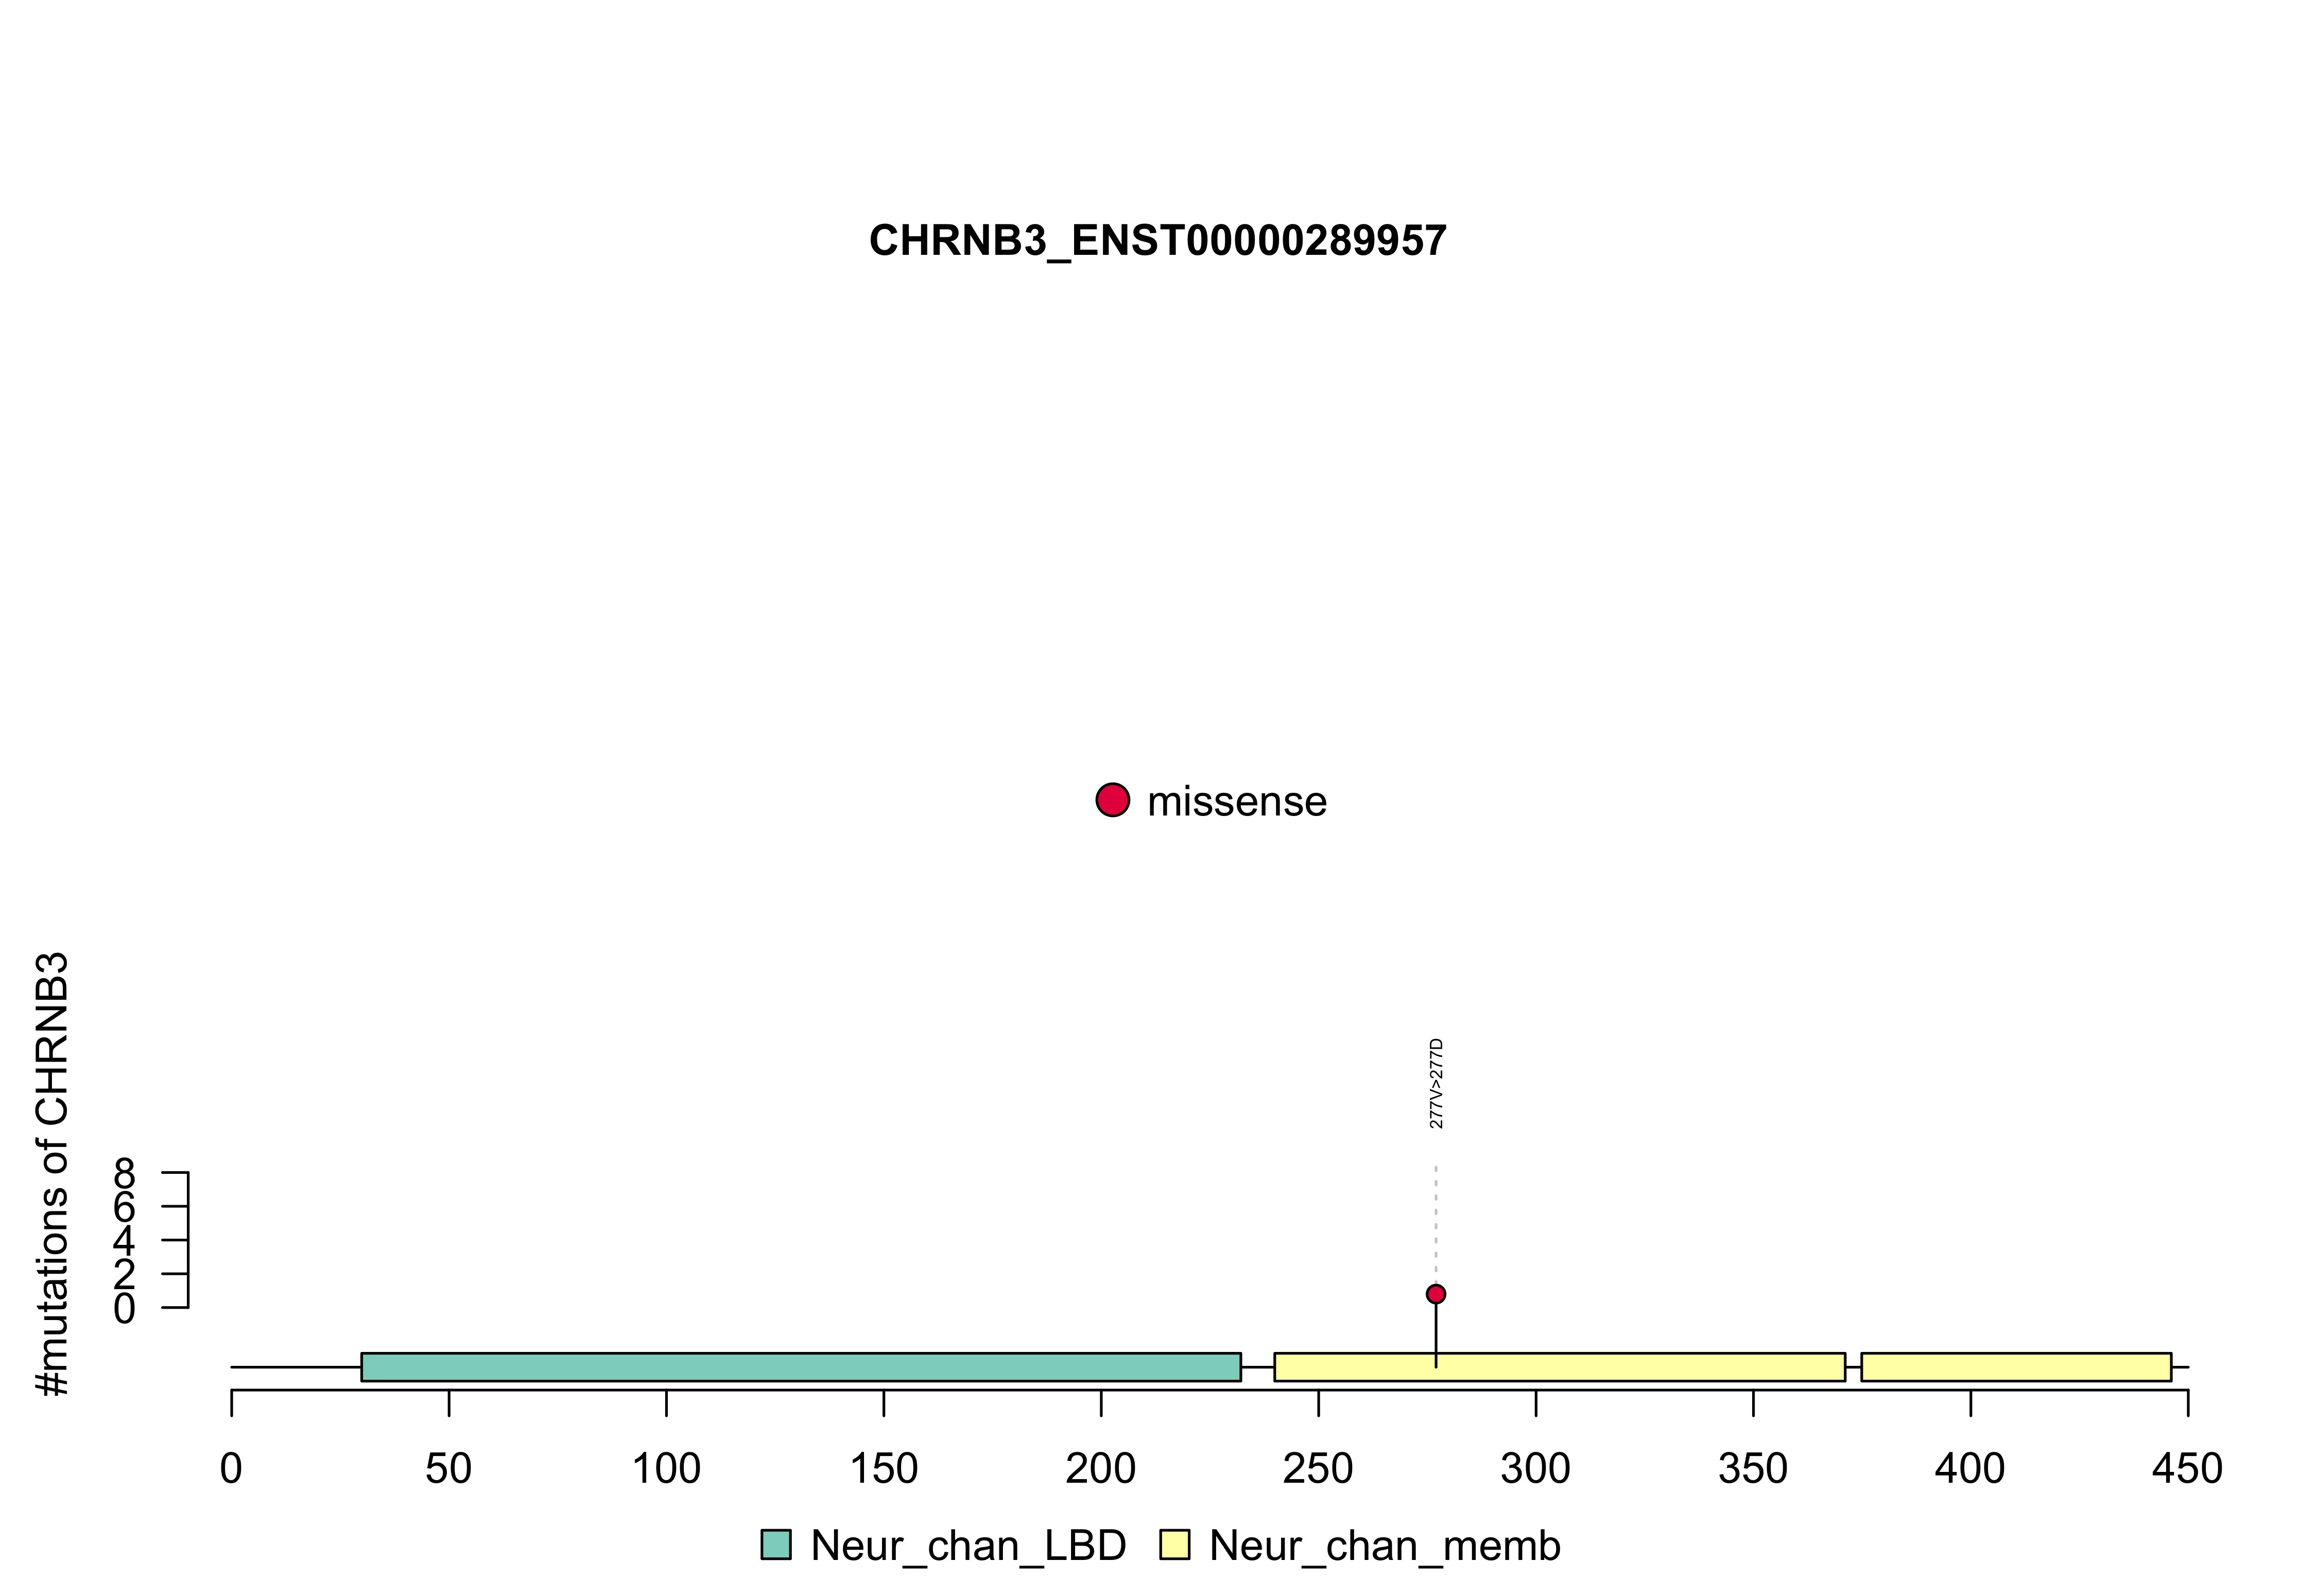 CHRNB3_ENST00000289957
missense
#mutations of CHRNB3
277V>277D
8
6
4
2
0
0 50 100 150 200 250 300 350 400 450
Neur_chan_LBD Neur_chan_memb